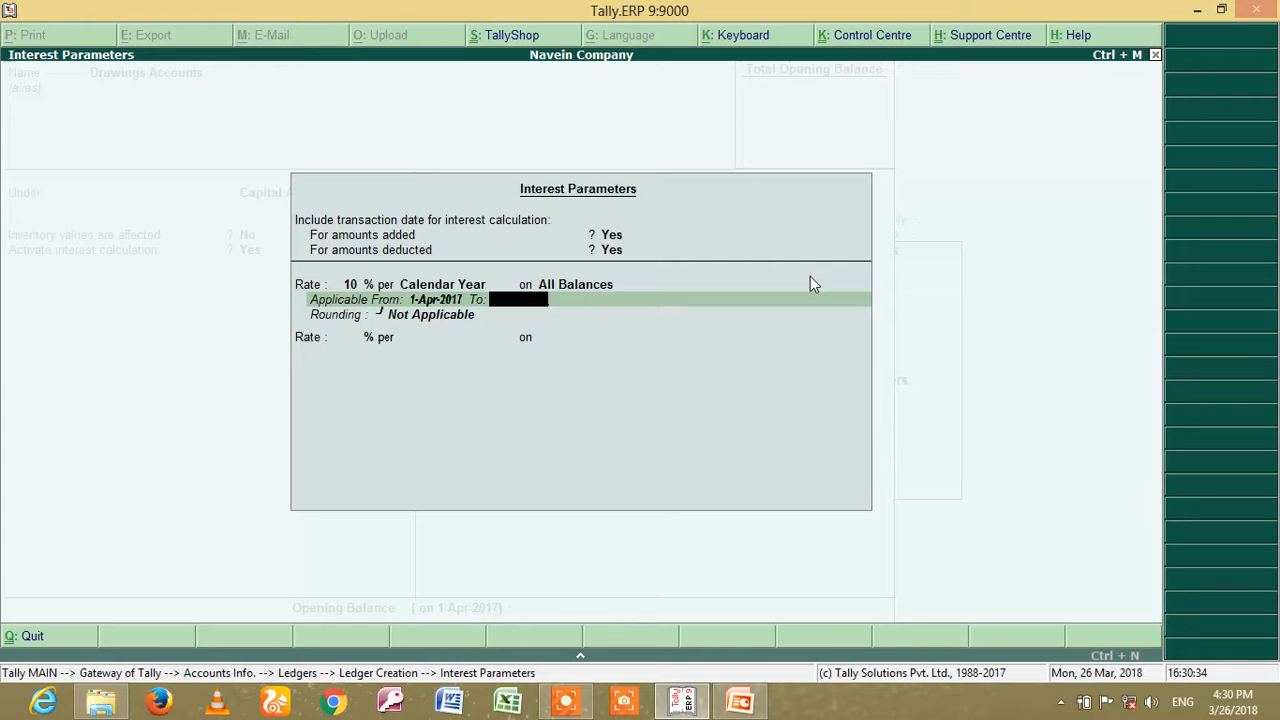 Tally.ERP 9:9000
P: Print E: Export M: E-Mail O: Upload S: TallyShop G: Language K: Keyboard K: Control Centre H: Support Centre H: Help
Interest Parameters Navein Company Ctrl + M
Name Drawings Accounts Total Opening Balance
(alias)
Interest Parameters
Under Capital A
Include transaction date for interest calculation:
For amounts added ? Yes
Inventory values are affected ? No
For amounts deducted ? Yes
Activate interest calculation ? Yes
Rate : 10 % per Calendar Year on All Balances
Applicable From: 1-Apr-2017 To:
Rounding : Not Applicable
Rate : % per on
Opening Balance ( on 1-Apr-2017)
Q: Quit
Ctrl + N
Tally MAIN --> Gateway of Tally --> Accounts Info. --> Ledgers --> Ledger Creation --> Interest Parameters (c) Tally Solutions Pvt. Ltd., 1988-2017 Mon, 26 Mar, 2018 16:30:34
ENG 4:30 PM
3/26/2018